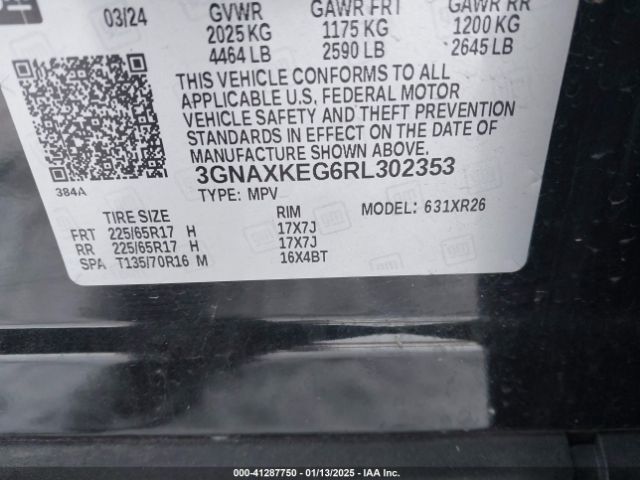 03/24 GVWR GAWR FRT GAWR RR
2025 KG 1175 KG 1200 KG
4464 LB 2590 LB 2645 LB
THIS VEHICLE CONFORMS TO ALL
APPLICABLE U.S. FEDERAL MOTOR
VEHICLE SAFETY AND THEFT PREVENTION
STANDARDS IN EFFECT ON THE DATE OF
MANUFACTURE SHOWN ABOVE.
384A 3GNAXKEG6RL302353
TYPE: MPV
TIRE SIZE RIM MODEL: 631XR26
FRT 225/65R17 H 17X7J
RR 225/65R17 H 17X7J
SPA T135/70R16 M 16X4BT
000-41287750 - 01/13/2025 - IAA Inc.